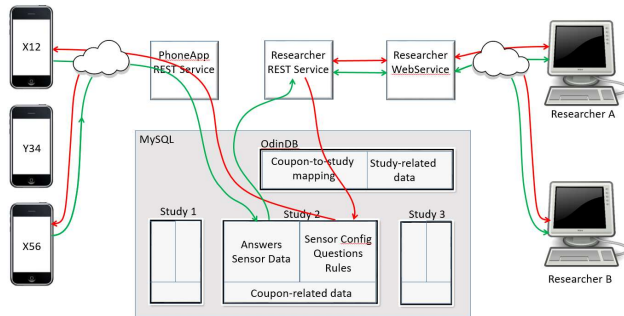 X12
PhoneApp
REST Service
Researcher
REST Service
Researcher
WebService
Researcher A
Y34
MySQL
OdinDB
Coupon-to-study
mapping
Study-related
data
X56
Study 1
Study 2
Study 3
Answers
Sensor Data
Sensor Config
Questions
Rules
Coupon-related data
Researcher B